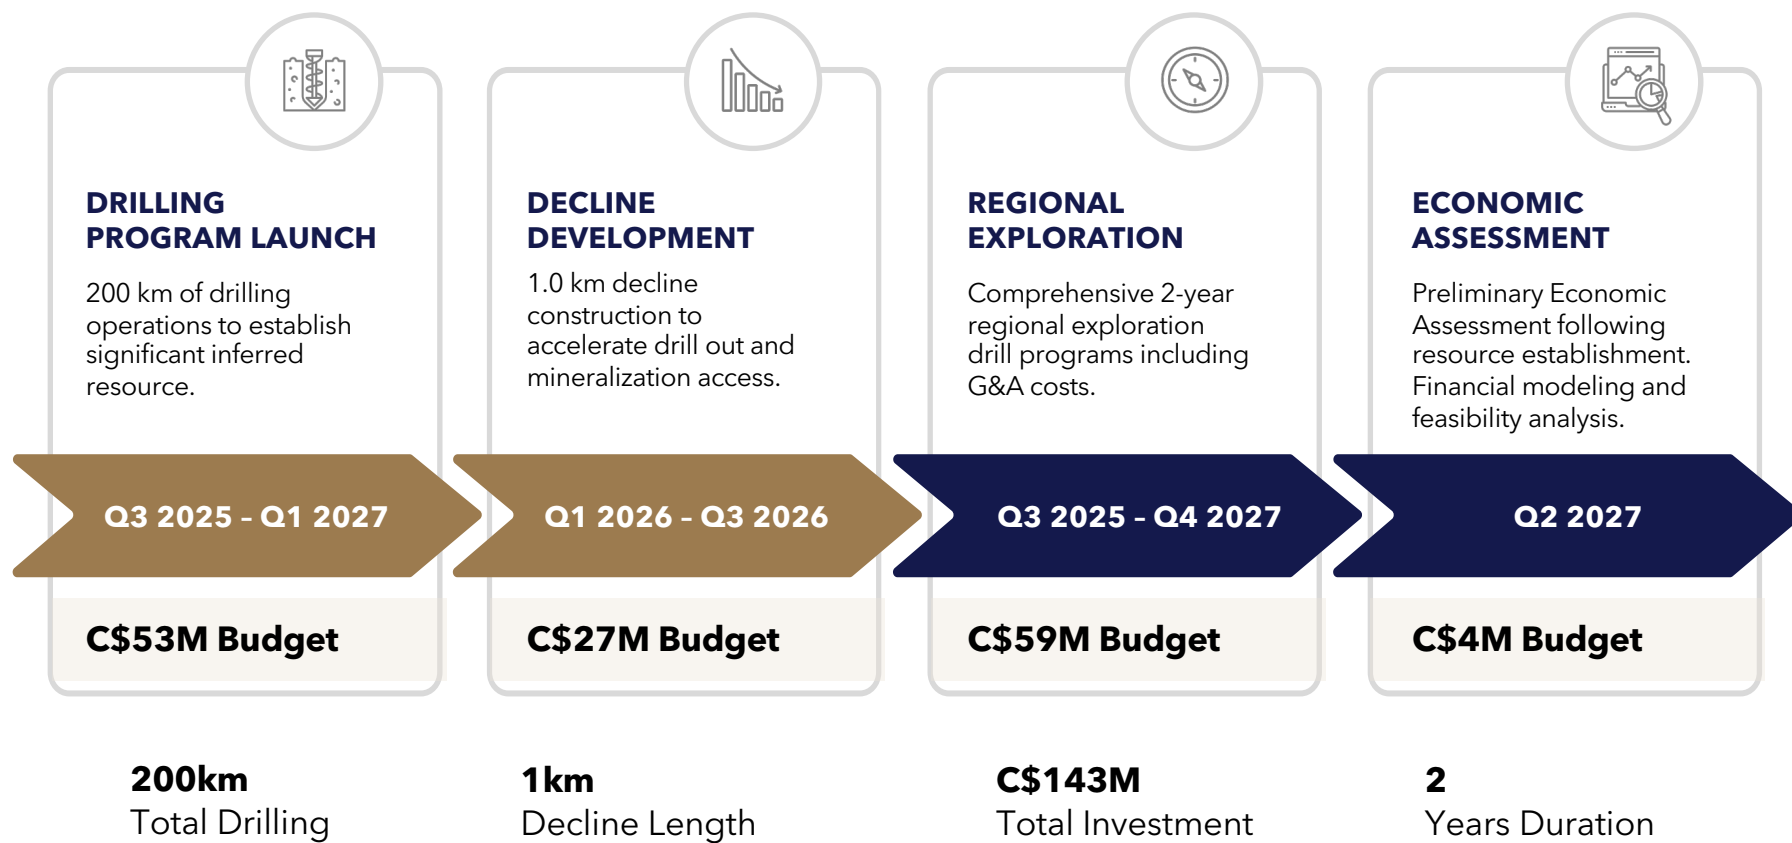 DRILLING
PROGRAM LAUNCH
200 km of drilling
operations to establish
significant inferred
resource.
Q3 2025 – Q1 2027
C$53M Budget
DECLINE
DEVELOPMENT
1.0 km decline
construction to
accelerate drill out and
mineralization access.
Q1 2026 – Q3 2026
C$27M Budget
REGIONAL
EXPLORATION
Comprehensive 2-year
regional exploration
drill programs including
G&A costs.
Q3 2025 – Q4 2027
C$59M Budget
ECONOMIC
ASSESSMENT
Preliminary Economic
Assessment following
resource establishment.
Financial modeling and
feasibility analysis.
Q2 2027
C$4M Budget
200km
Total Drilling
1km
Decline Length
C$143M
Total Investment
2
Years Duration